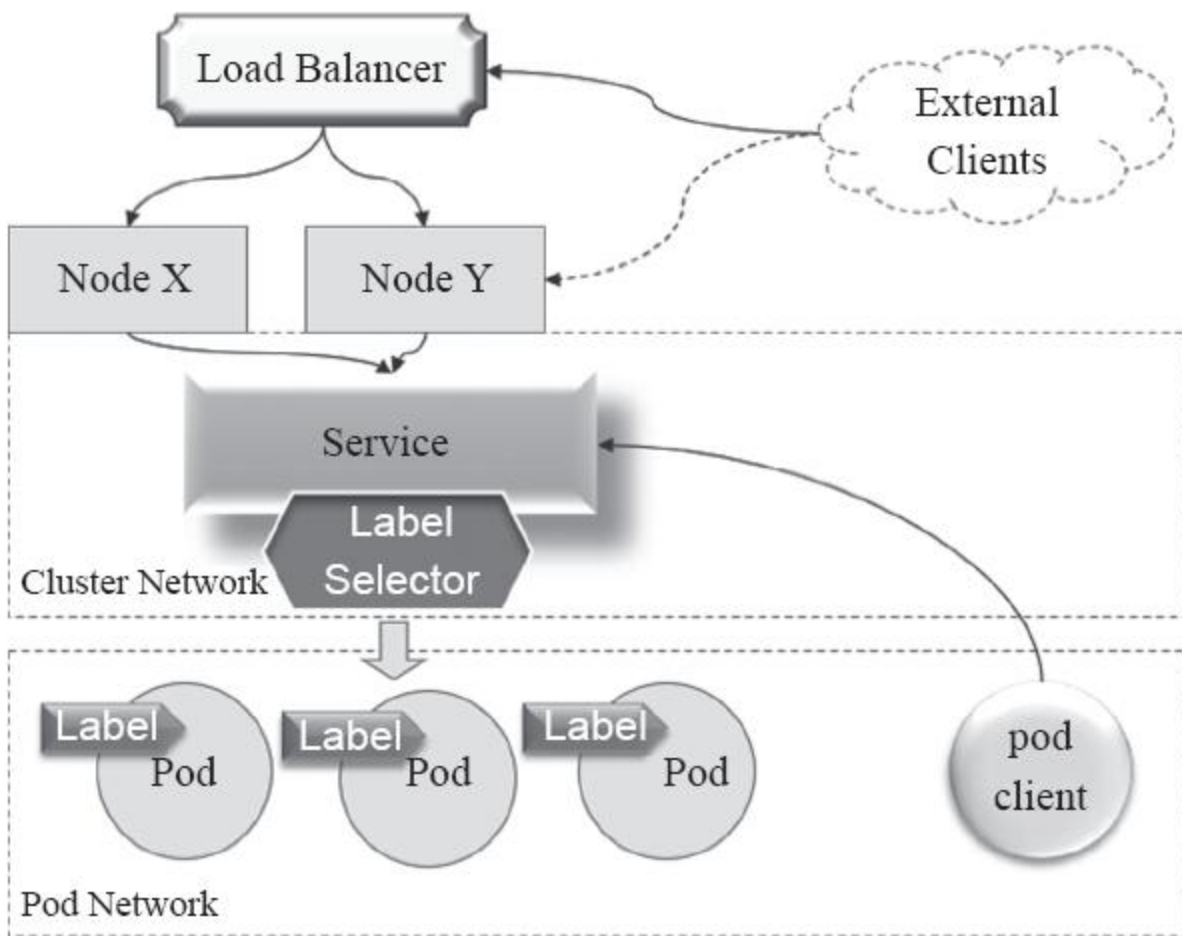 Load Balancer
External
Clients
Node X
Node Y
Service
Label
Selector
Cluster Network
Label
Pod
Label
Pod
Label
Pod
pod
client
Pod Network